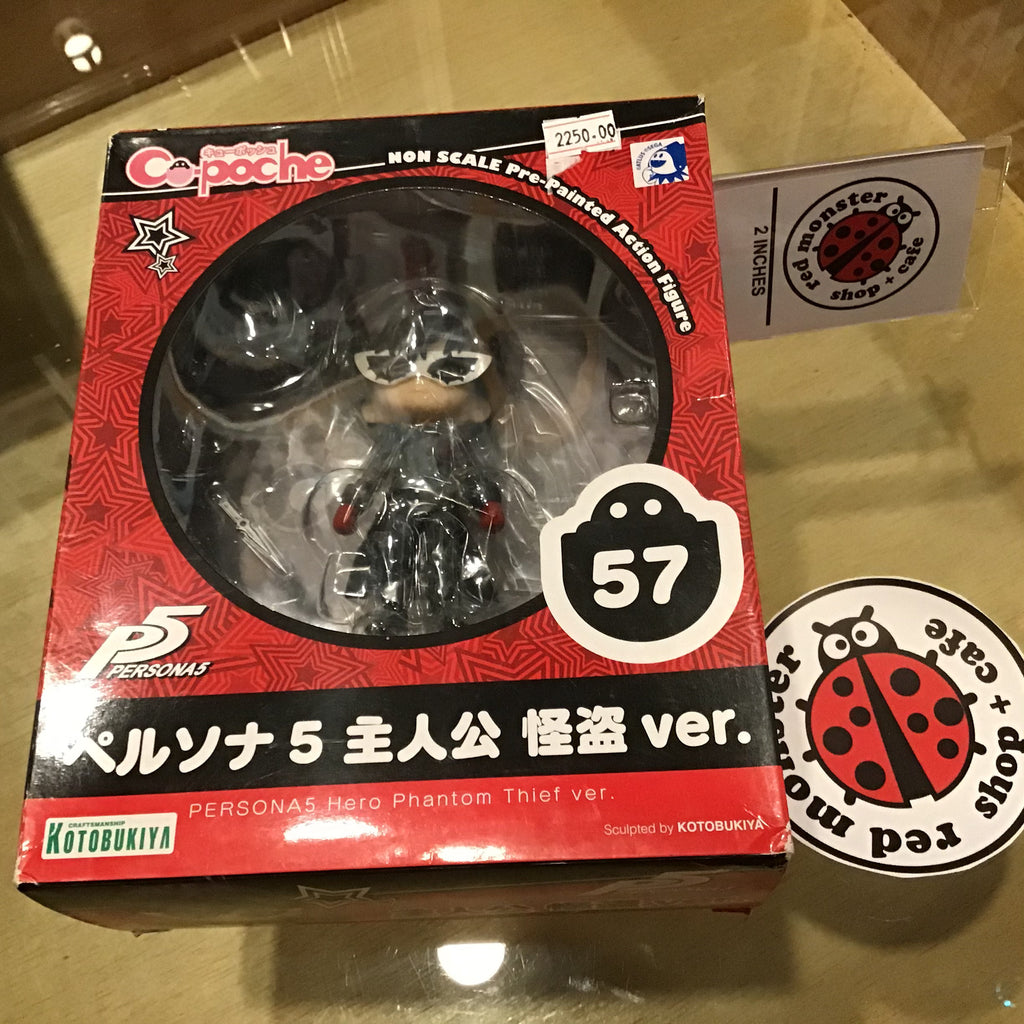 キューポッシュ
Cu-poche
NON SCALE Pre-Painted Action Figure
2250.00
©ATLUS ©SEGA
2 INCHES
red monster
shop + cafe
57
P5
PERSONA5
ペルソナ5 主人公 怪盗 ver.
PERSONA5 Hero Phantom Thief ver.
CRAFTSMANSHIP
KOTOBUKIYA
Sculpted by KOTOBUKIYA
red monster
shop + cafe
P5